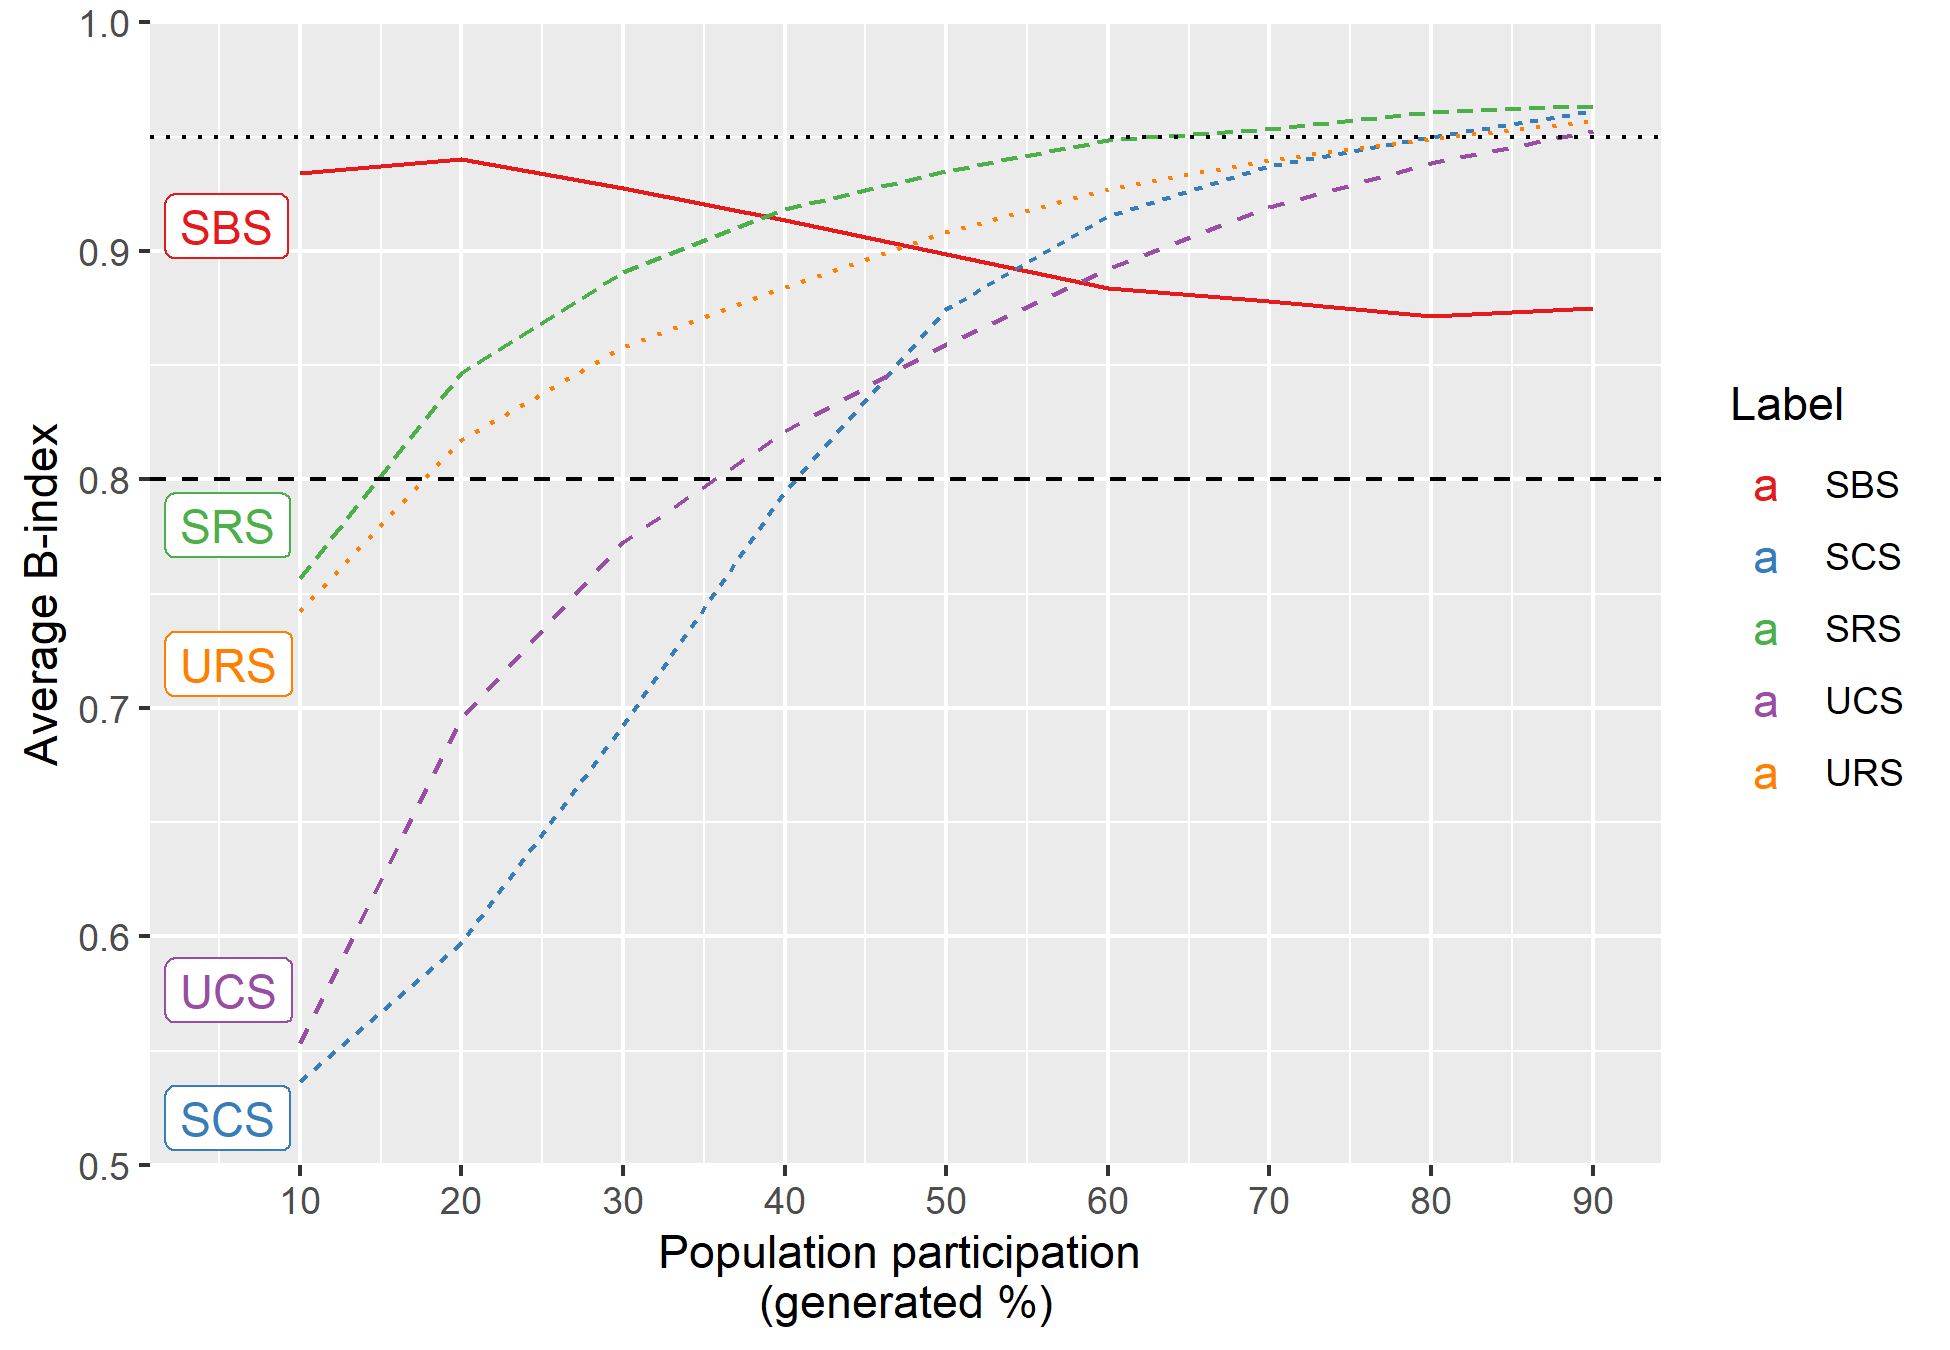 1.0
0.9
0.8
0.7
0.6
0.5
Average B-index
SBS
SRS
URS
UCS
SCS
10 20 30 40 50 60 70 80 90
Population participation
(generated %)
Label
a SBS
a SCS
a SRS
a UCS
a URS